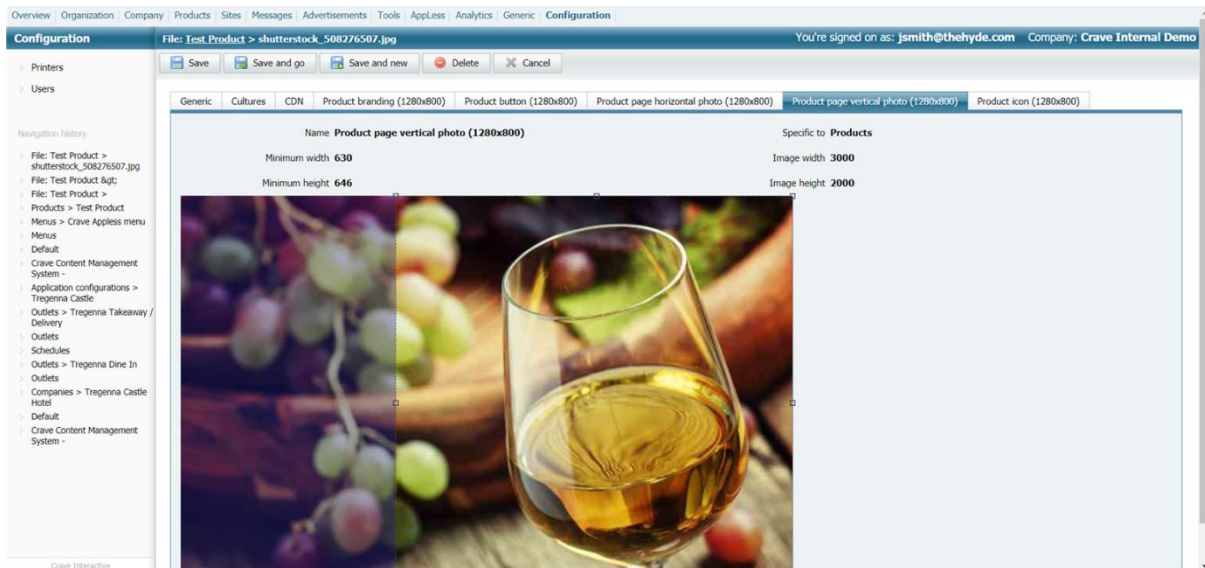 Overview Organization Company Products Sites Messages Advertisements Tools AppLess Analytics Generic Configuration
Configuration
File: Test Product > shutterstock_508276507.jpg
You're signed on as: jsmith@thehyde.com Company: Crave Internal Demo
Printers
Users
Save Save and go Save and new Delete Cancel
Generic Cultures CDN Product branding (1280x800) Product button (1280x800) Product page horizontal photo (1280x800) Product page vertical photo (1280x800) Product icon (1280x800)
Name Product page vertical photo (1280x800) Specific to Products
Minimum width 630 Image width 3000
Minimum height 646 Image height 2000
Navigation history
File: Test Product >
shutterstock_508276507.jpg
File: Test Product &gt;
File: Test Product >
Products > Test Product
Menus > Crave Appless menu
Menus
Default
Crave Content Management
System -
Application configurations >
Tregenna Castle
Outlets > Tregenna Takeaway /
Delivery
Outlets
Schedules
Outlets > Tregenna Dine In
Outlets
Companies > Tregenna Castle
Hotel
Default
Crave Content Management
System -
Crave Interactive